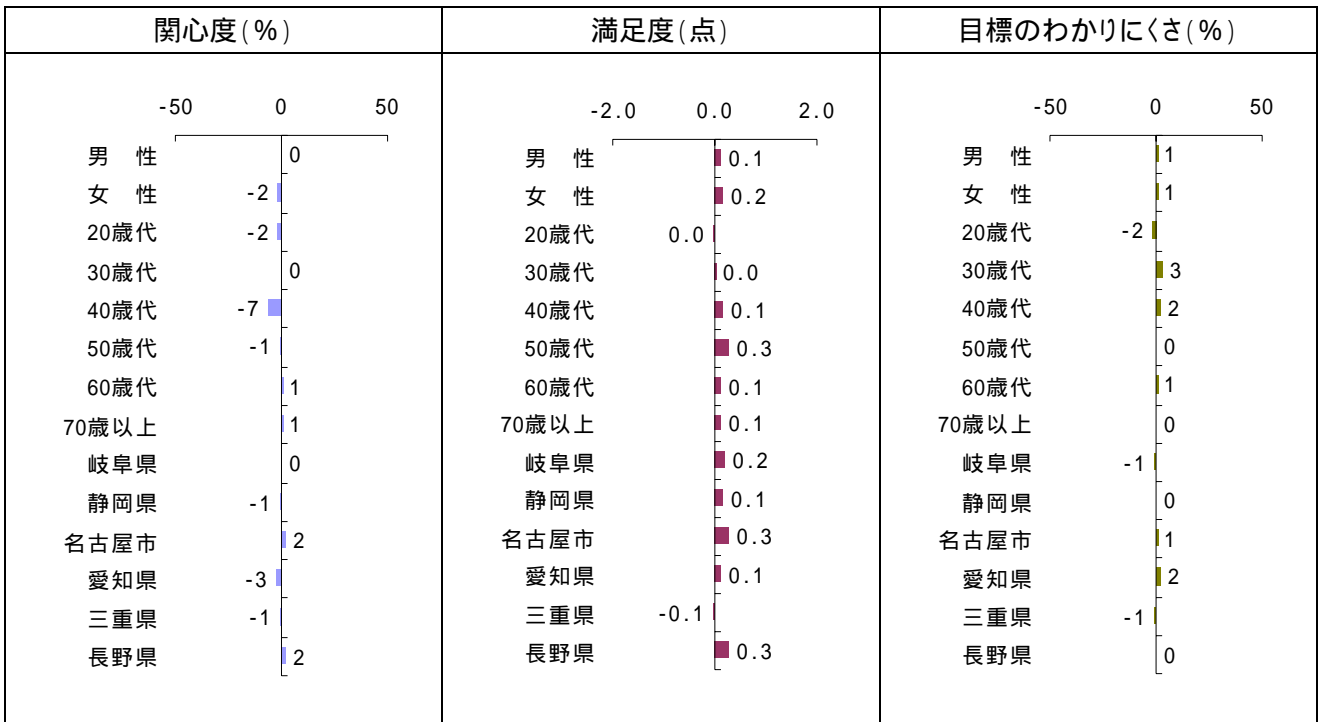 関心度(%)
-50 0 50
男 性 0
女 性 -2
20歳代 -2
30歳代 0
40歳代 -7
50歳代 -1
60歳代 1
70歳以上 1
岐阜県 0
静岡県 -1
名古屋市 2
愛知県 -3
三重県 -1
長野県 2
満足度(点)
-2.0 0.0 2.0
男 性 0.1
女 性 0.2
20歳代 0.0
30歳代 0.0
40歳代 0.1
50歳代 0.3
60歳代 0.1
70歳以上 0.1
岐阜県 0.2
静岡県 0.1
名古屋市 0.3
愛知県 0.1
三重県 -0.1
長野県 0.3
目標のわかりにくさ(%)
-50 0 50
男 性 1
女 性 1
20歳代 -2
30歳代 3
40歳代 2
50歳代 0
60歳代 1
70歳以上 0
岐阜県 -1
静岡県 0
名古屋市 1
愛知県 2
三重県 -1
長野県 0